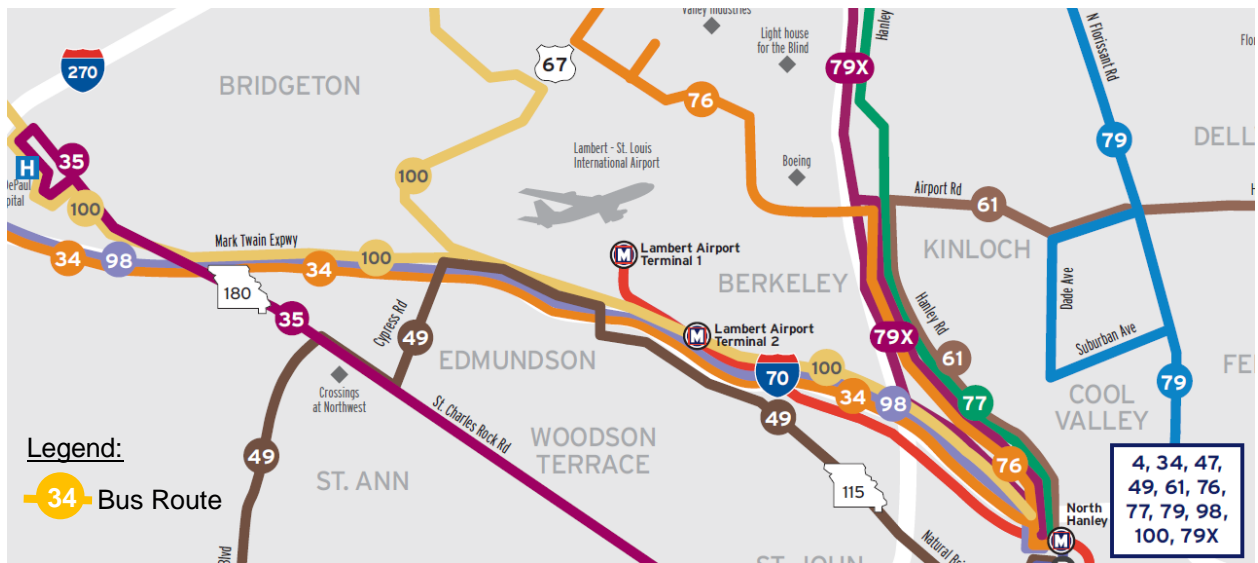 Valley Industries
Hanley
Light house
for the Blind
N Florissant Rd
Flo
270
BRIDGETON
67
79X
76
79
DELL
35
H
DePaul
pital
100
100
Lambert - St. Louis
International Airport
Boeing
Airport Rd
61
H
KINLOCH
34
98
Mark Twain Expwy
34
100
Lambert Airport
Terminal 1
BERKELEY
Dade Ave
180
35
Cypress Rd
49
EDMUNDSON
Lambert Airport
Terminal 2
79X
Hanley Rd
61
Suburban Ave
FE
Crossings
at Northwest
70
100
34
98
77
79
COOL
VALLEY
49
St. Charles Rock Rd
WOODSON
TERRACE
49
ST. ANN
76
115
Legend:
34 Bus Route
4, 34, 47,
49, 61, 76,
77, 79, 98,
100, 79X
North
Hanley
Blvd
ST. JOHN
Natural Bri